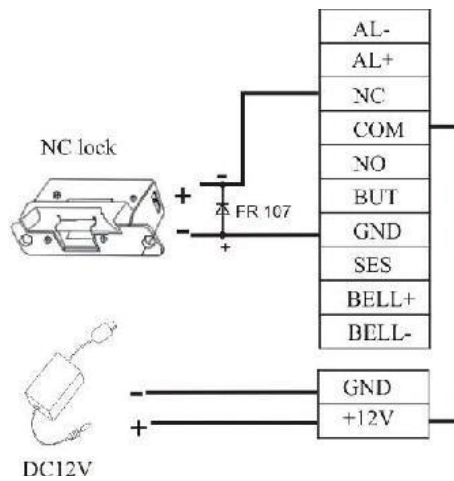 AL-
AL+
NC
COM
NO
BUT
GND
SES
BELL+
BELL-
NC lock
+
-
-
FR 107
+
GND
+12V
-
+
DC12V